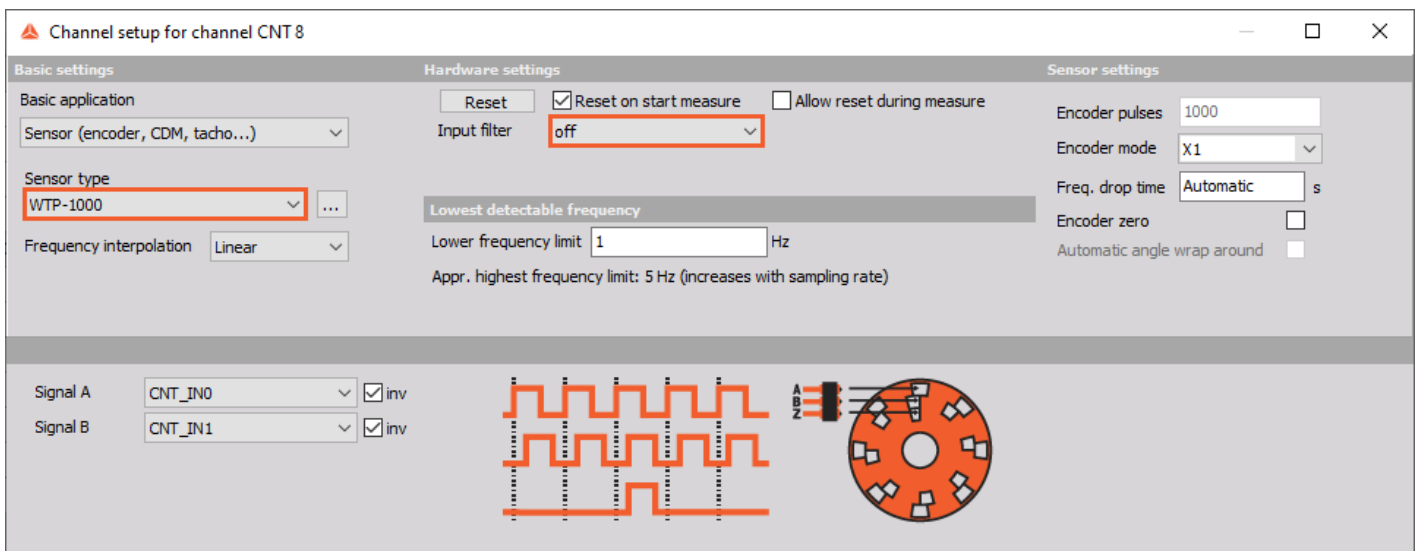 Channel setup for channel CNT 8
Basic settings
Hardware settings
Sensor settings
Basic application
Sensor (encoder, CDM, tacho...)
Sensor type
WTP-1000
...
Frequency interpolation Linear
Reset Reset on start measure Allow reset during measure
Input filter off
Lowest detectable frequency
Lower frequency limit 1 Hz
Appr. highest frequency limit: 5 Hz (increases with sampling rate)
Encoder pulses 1000
Encoder mode X1
Freq. drop time Automatic s
Encoder zero
Automatic angle wrap around
Signal A CNT_IN0 inv
Signal B CNT_IN1 inv
A
B
Z